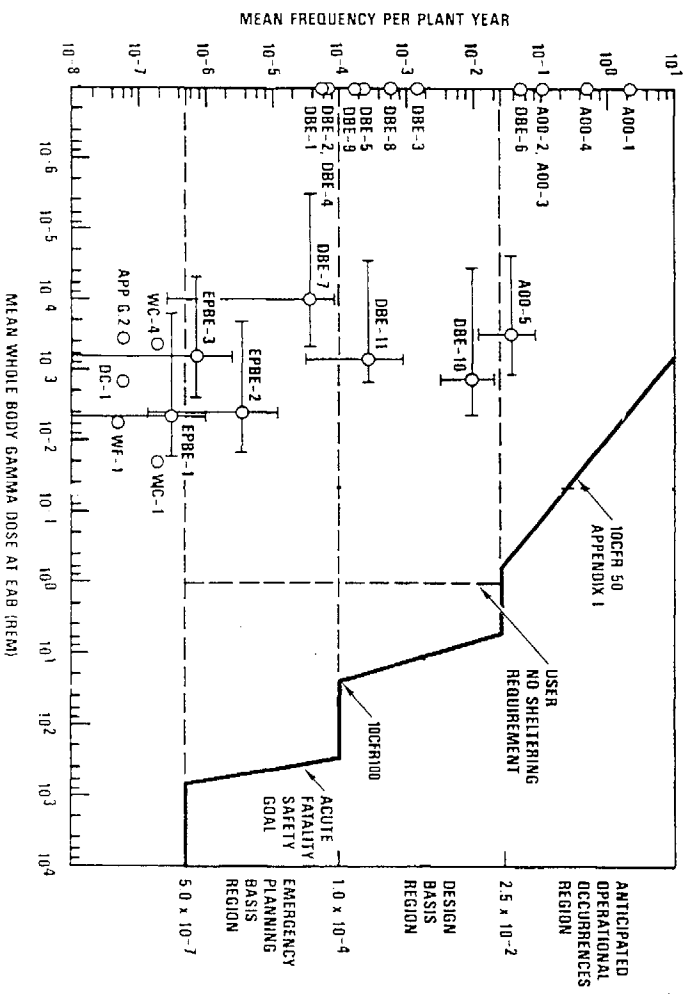 MEAN FREQUENCY PER PLANT YEAR
10^1
10^0
10^-1
10^-2
10^-3
10^-4
10^-5
10^-6
10^-7
10^-8
AOO-1
AOO-4
AOO-2, AOO-3
DBE-6
DBE-3
DBE-8
DBE-5
DBE-9
DBE-2, DBE-4
DBE-1
AOO-5
DBE-10
DBE-11
DBE-7
EPBE-2
EPBE-3
EPBE-1
WC-4
APP G.2
DC-1
WF-1
WC-1
10CFR 50
APPENDIX I
USER
NO SHELTERING
REQUIREMENT
10CFR100
ACUTE
FATALITY
SAFETY
GOAL
ANTICIPATED
OPERATIONAL
OCCURRENCES
REGION
2.5 x 10^-2
DESIGN
BASIS
REGION
1.0 x 10^-4
EMERGENCY
PLANNING
BASIS
REGION
5.0 x 10^-7
10^-6
10^-5
10^4
10^3
10^-2
10^1
10^0
10^1
10^2
10^3
10^4
MEAN WHOLE BODY GAMMA DOSE AT EAB (REM)